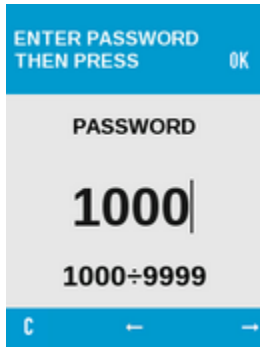 ENTER PASSWORD
THEN PRESS OK
PASSWORD
1000
1000÷9999
C ← →